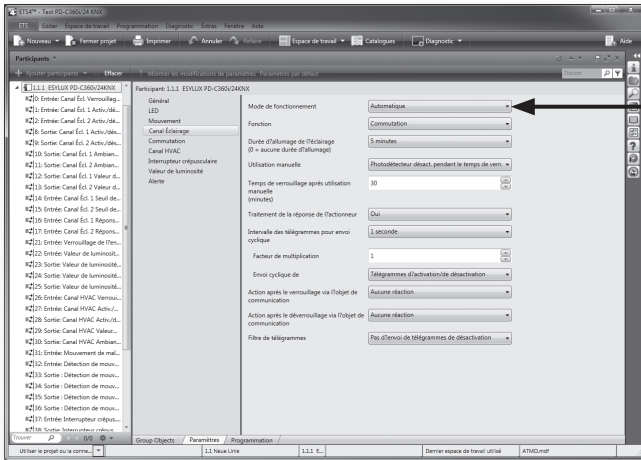 ETS4™ - Test PD-C360i/24 KNX
ETS Editer Espace de travail Programmation Diagnostic Extras Fenêtre Aide
Nouveau Fermer projet Imprimer Annuler Refaire Espace de travail Catalogues Diagnostic Aide
Participants
Ajouter participants Effacer Montrer les modifications de paramètres Paramètres par défaut Trouver
1.1.1 ESYLUX PD-C360i/24KNX
0: Entrée: Canal Écl. Verrouillag...
1: Entrée: Canal Écl. 1 Activ./dés...
2: Entrée: Canal Écl. 2 Activ./dés...
8: Sortie: Canal Écl. 1 Activ./dés...
9: Sortie: Canal Écl. 2 Activ./dés...
10: Sortie: Canal Écl. 1 Ambian...
11: Sortie: Canal Écl. 2 Ambian...
12: Sortie: Canal Écl. 1 Valeur d...
13: Sortie: Canal Écl. 2 Valeur d...
14: Entrée: Canal Écl. 1 Seuil de...
15: Entrée: Canal Écl. 2 Seuil de...
16: Entrée: Canal Écl. 1 Répons...
17: Entrée: Canal Écl. 2 Répons...
21: Entrée: Verrouillage de l?en...
22: Entrée: Valeur de luminosit...
23: Sortie: Valeur de luminosité...
24: Sortie: Valeur de luminosité...
25: Sortie: Valeur de luminosité...
26: Entrée: Canal HVAC Verroui...
27: Entrée: Canal HVAC Activ./...
28: Sortie: Canal HVAC Activ./d...
29: Sortie: Canal HVAC Valeur...
30: Sortie: Canal HVAC Ambian...
31: Entrée: Mouvement de mal...
32: Entrée: Détection de mouv...
33: Sortie : Détection de mouv...
34: Sortie : Détection de mouv...
35: Sortie : Détection de mouv...
36: Sortie : Détection de mouv...
37: Entrée: Interrupteur crépus...
38: Sortie: Interrupteur crépus...
Trouver 0/0
Participant: 1.1.1 ESYLUX PD-C360i/24KNX
Général
LED
Mouvement
Canal Éclairage
Commutation
Canal HVAC
Interrupteur crépusculaire
Valeur de luminosité
Alerte
Mode de fonctionnement Automatique
Fonction Commutation
Durée d?allumage de l?éclairage 5 minutes
(0 = aucune durée d?allumage)
Utilisation manuelle Photodétecteur désact. pendant le temps de verr
Temps de verrouillage après utilisation 30
manuelle
(minutes)
Traitement de la réponse de l?actionneur Oui
Intervalle des télégrammes pour envoi 1 seconde
cyclique
Facteur de multiplication 1
Envoi cyclique de Télégrammes d?activation/de désactivation
Action après le verrouillage via l?objet de Aucune réaction
communication
Action après le déverrouillage via l?objet de Aucune réaction
communication
Filtre de télégrammes Pas d?envoi de télégrammes de désactivation
Group Objects Paramètres Programmation
Utiliser le projet ou la conne... 1.1 Neue Linie 1.1.1 E... Dernier espace de travail utilisé ATMO.mdf